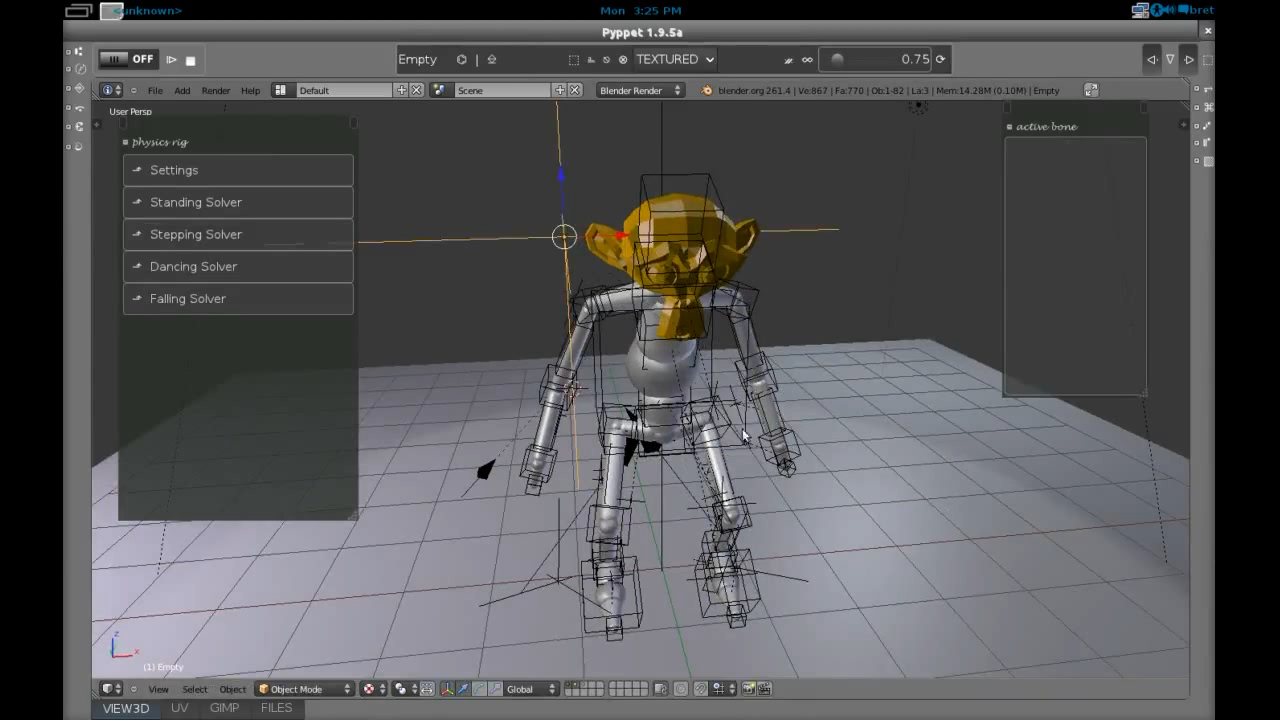 <unknown>
Mon 3:25 PM
bret
Pyppet 1.9.5a
OFF
Empty
TEXTURED
0.75
File Add Render Help
Default
Scene
Blender Render
blender.org 261.4 | Ve:867 | Fa:770 | Ob:1-82 | La:3 | Mem:14.28M (0.10M) | Empty
User Persp
physics rig
active bone
Settings
Standing Solver
Stepping Solver
Dancing Solver
Falling Solver
z
x
(1) Empty
View Select Object
Object Mode
Global
VIEW3D UV GIMP FILES